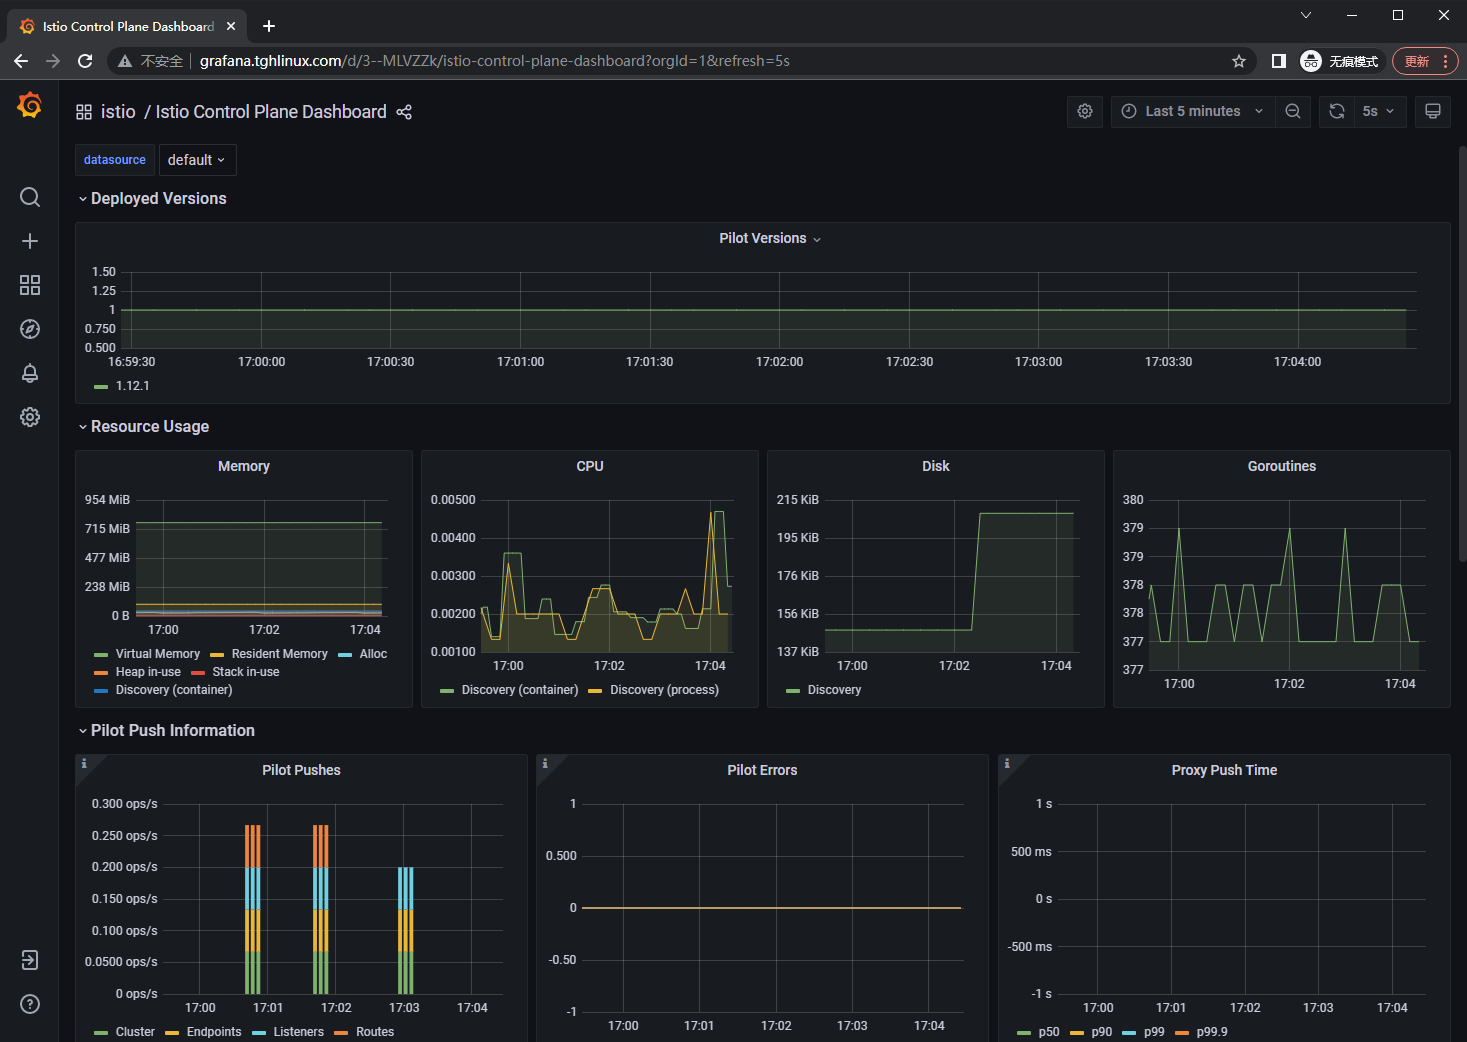 Istio Control Plane Dashboard
不安全 grafana.tghlinux.com/d/3--MLVZZk/istio-control-plane-dashboard?orgId=1&refresh=5s 无痕模式 更新
istio / Istio Control Plane Dashboard Last 5 minutes 5s
datasource default
Deployed Versions
Pilot Versions
1.50
1.25
1
0.750
0.500
16:59:30 17:00:00 17:00:30 17:01:00 17:01:30 17:02:00 17:02:30 17:03:00 17:03:30 17:04:00
1.12.1
Resource Usage
Memory
954 MiB
715 MiB
477 MiB
238 MiB
0 B
17:00 17:02 17:04
Virtual Memory Resident Memory Alloc
Heap in-use Stack in-use
Discovery (container)
CPU
0.00500
0.00400
0.00300
0.00200
0.00100
17:00 17:02 17:04
Discovery (container) Discovery (process)
Disk
215 KiB
195 KiB
176 KiB
156 KiB
137 KiB
17:00 17:02 17:04
Discovery
Goroutines
380
379
379
378
378
377
377
17:00 17:02 17:04
Pilot Push Information
Pilot Pushes
0.300 ops/s
0.250 ops/s
0.200 ops/s
0.150 ops/s
0.100 ops/s
0.0500 ops/s
0 ops/s
17:00 17:01 17:02 17:03 17:04
Cluster Endpoints Listeners Routes
Pilot Errors
1
0.500
0
-0.50
-1
17:00 17:01 17:02 17:03 17:04
Proxy Push Time
1 s
500 ms
0 s
-500 ms
-1 s
17:00 17:01 17:02 17:03 17:04
p50 p90 p99 p99.9